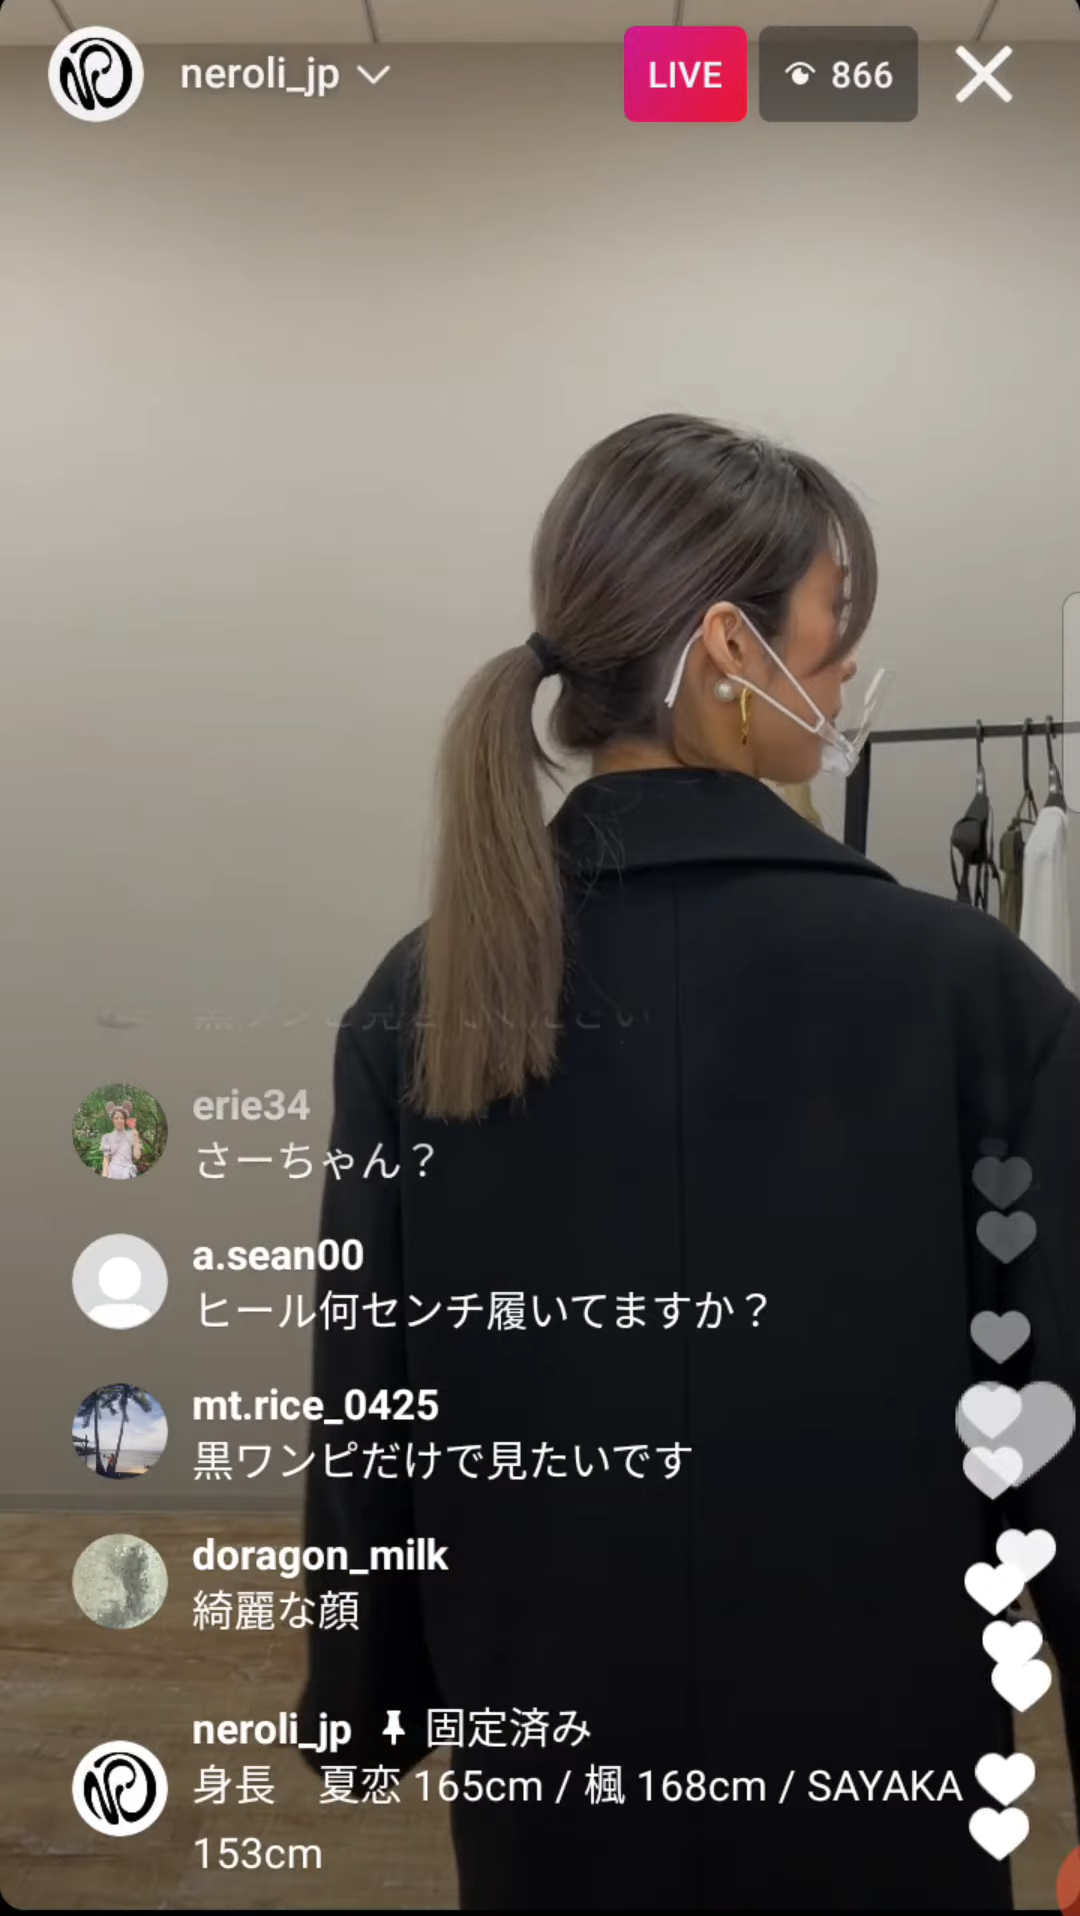 neroli_jp
LIVE
866
erie34
さーちゃん？
a.sean00
ヒール何センチ履いてますか？
mt.rice_0425
黒ワンピだけで見たいです
doragon_milk
綺麗な顔
neroli_jp 固定済み
身長　夏恋 165cm / 楓 168cm / SAYAKA
153cm